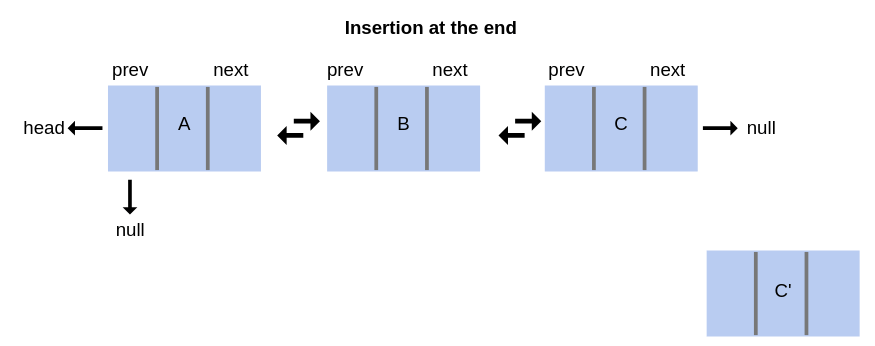 Insertion at the end
prev next prev next prev next
head A B C null
null
C'